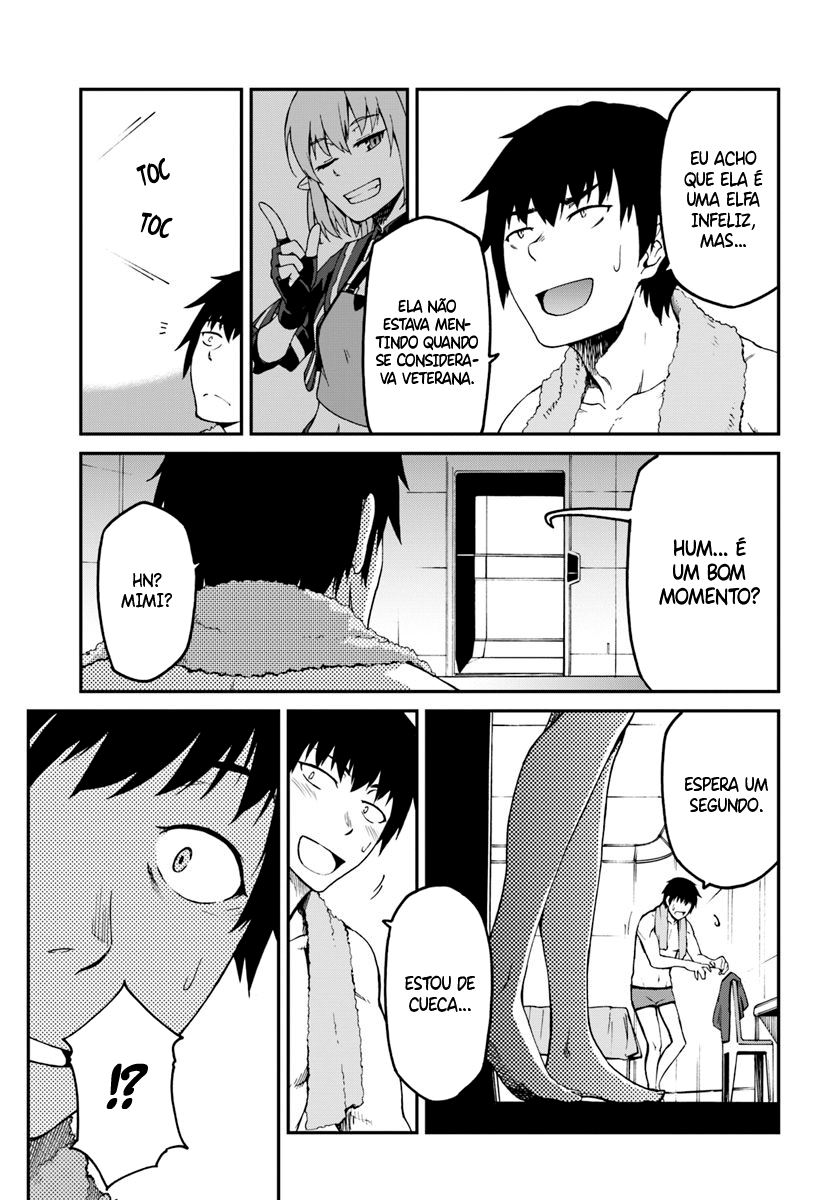 EU ACHO
QUE ELA É
UMA ELFA
INFELIZ,
MAS...
ELA NÃO
ESTAVA MEN-
TINDO QUANDO
SE CONSIDERA-
VA VETERANA.
TOC
TOC
HUM... É
UM BOM
MOMENTO?
HN?
MIMI?
ESPERA UM
SEGUNDO.
ESTOU DE
CUECA...
!?